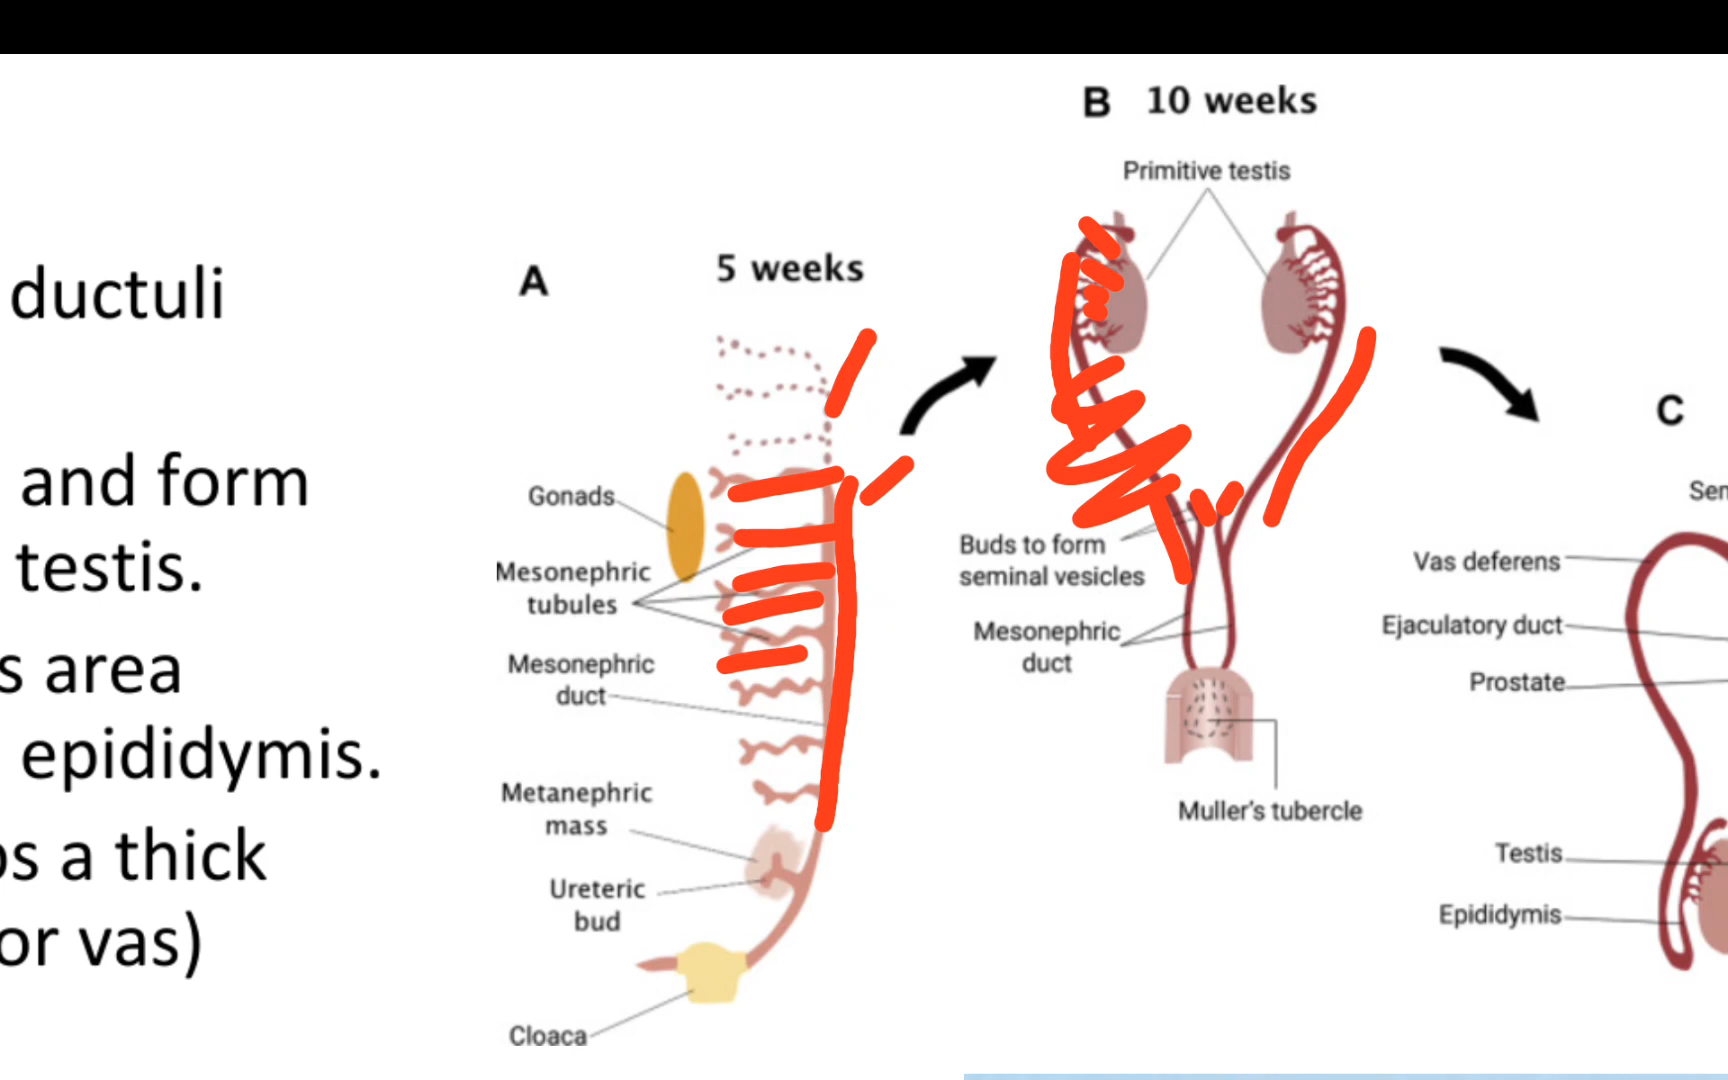 ductuli
and form
testis.
s area
epididymis.
os a thick
or vas)
A
5 weeks
Gonads
Mesonephric
tubules
Mesonephric
duct
Metanephric
mass
Ureteric
bud
Cloaca
B 10 weeks
Primitive testis
Buds to form
seminal vesicles
Mesonephric
duct
Muller's tubercle
C
Sem
Vas deferens
Ejaculatory duct
Prostate
Testis
Epididymis